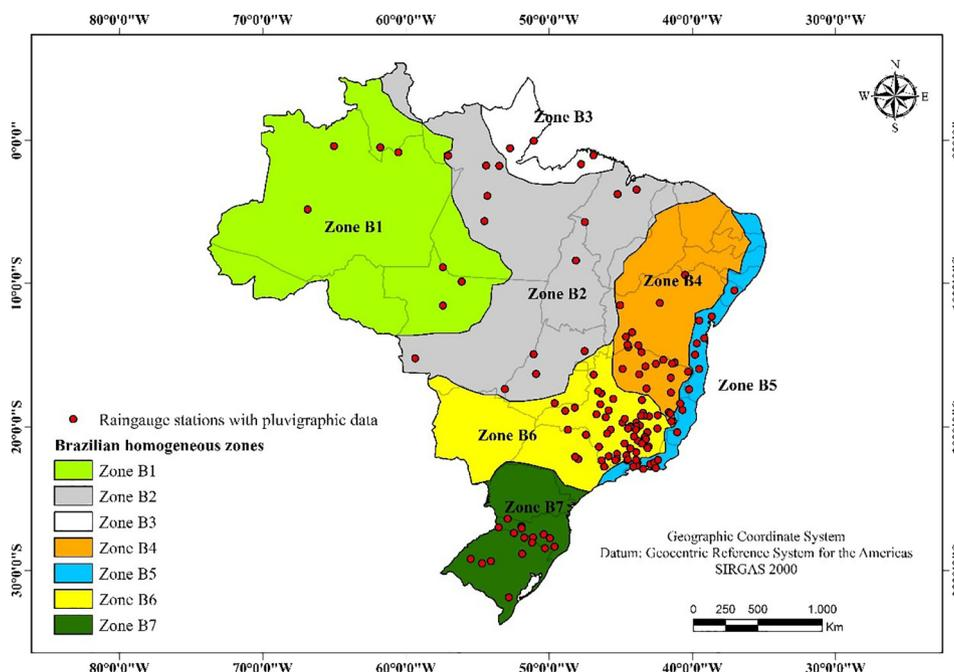 70°0'0"W 60°0'0"W 50°0'0"W 40°0'0"W 30°0'0"W
80°0'0"W
N
W E
S
0°0'0"
10°0'0"S
20°0'0"S
30°0'0"S
Zone B3
Zone B1
Zone B2
Zone B4
Zone B5
Zone B6
Zone B7
Raingauge stations with pluvigraphic data
Brazilian homogeneous zones
Zone B1
Zone B2
Zone B3
Zone B4
Zone B5
Zone B6
Zone B7
Geographic Coordinate System
Datum: Geocentric Reference System for the Americas
SIRGAS 2000
0 250 500 1.000
Km
80°0'0"W 70°0'0"W 60°0'0"W 50°0'0"W 40°0'0"W 30°0'0"W